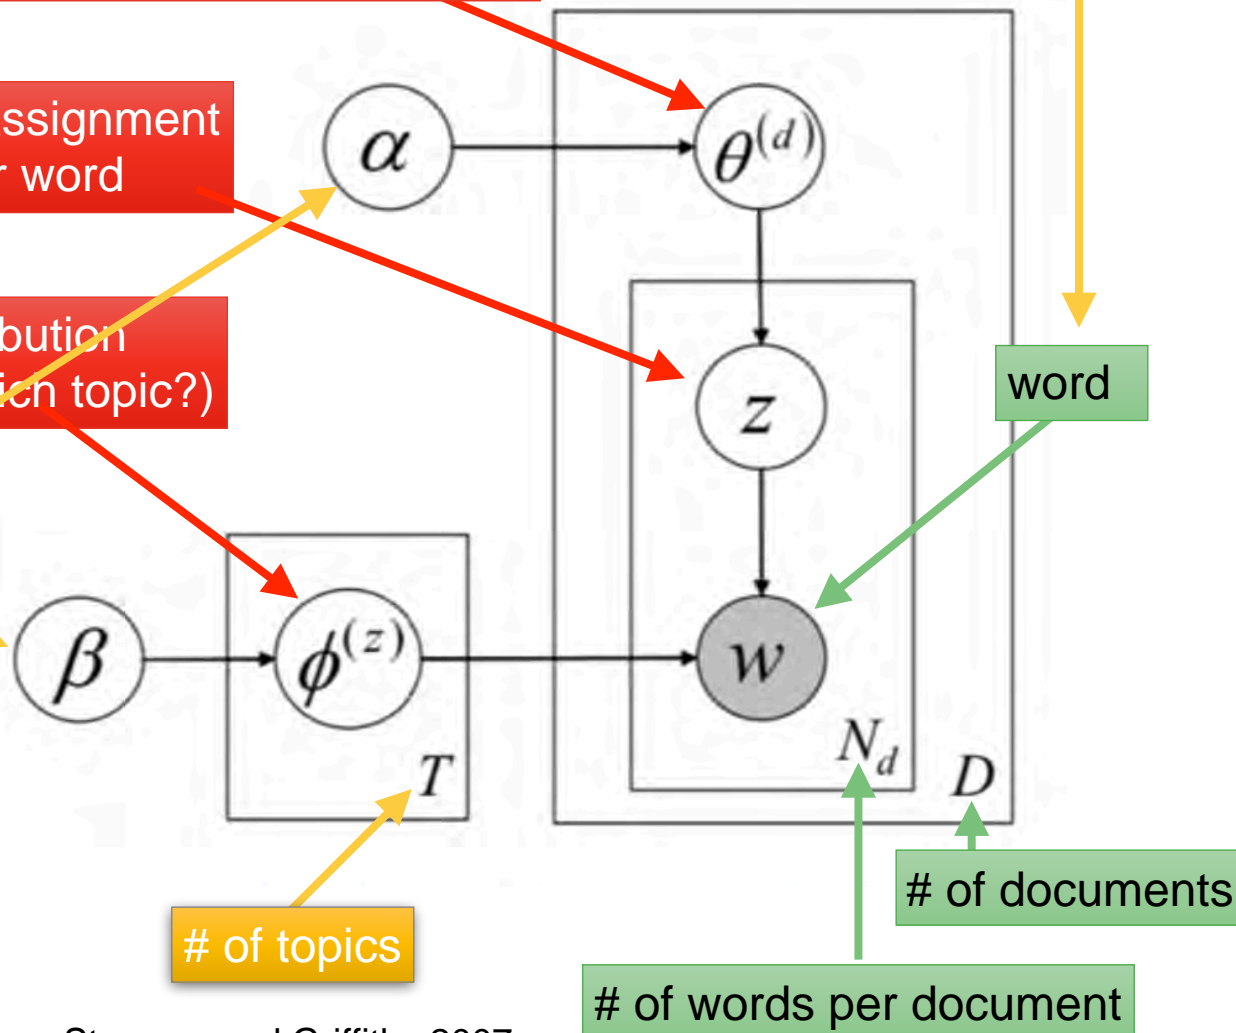 ssignment
r word
α
θ(d)
bution
ich topic?)
z
word
β
ϕ(z)
w
T
Nd
D
# of topics
# of documents
# of words per document